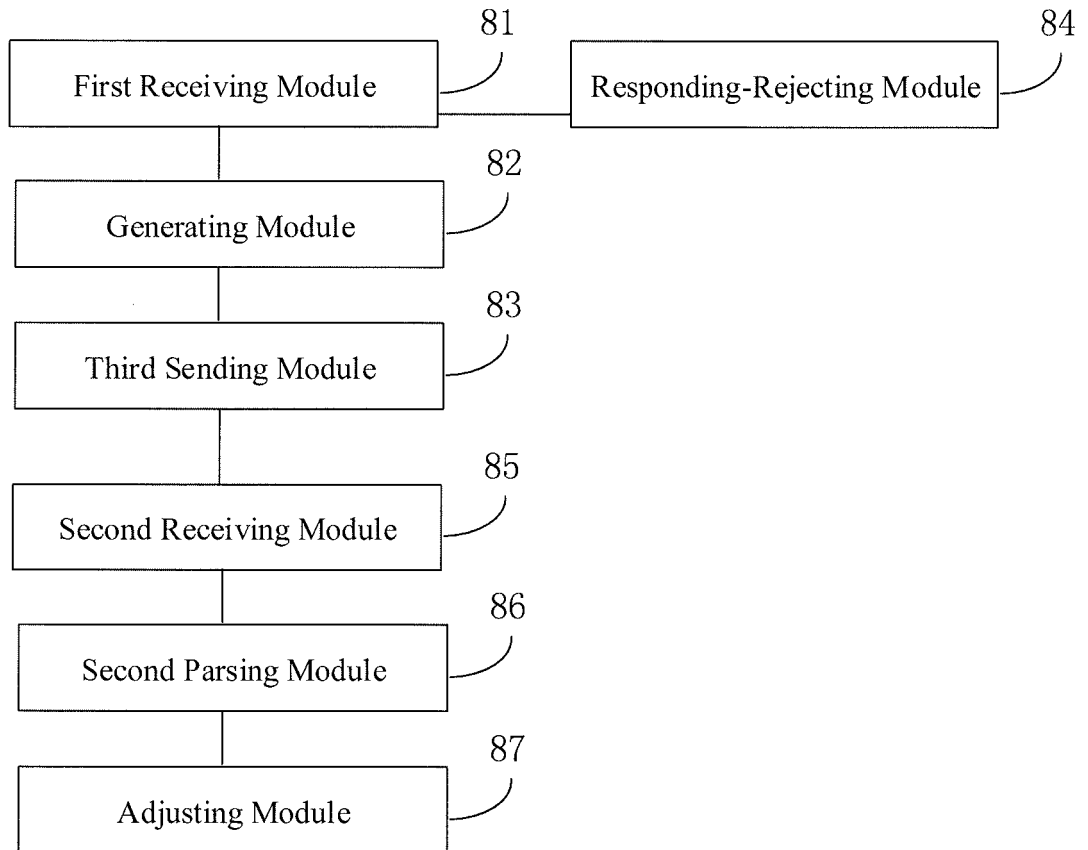 81
First Receiving Module
84
Responding-Rejecting Module
82
Generating Module
83
Third Sending Module
85
Second Receiving Module
86
Second Parsing Module
87
Adjusting Module